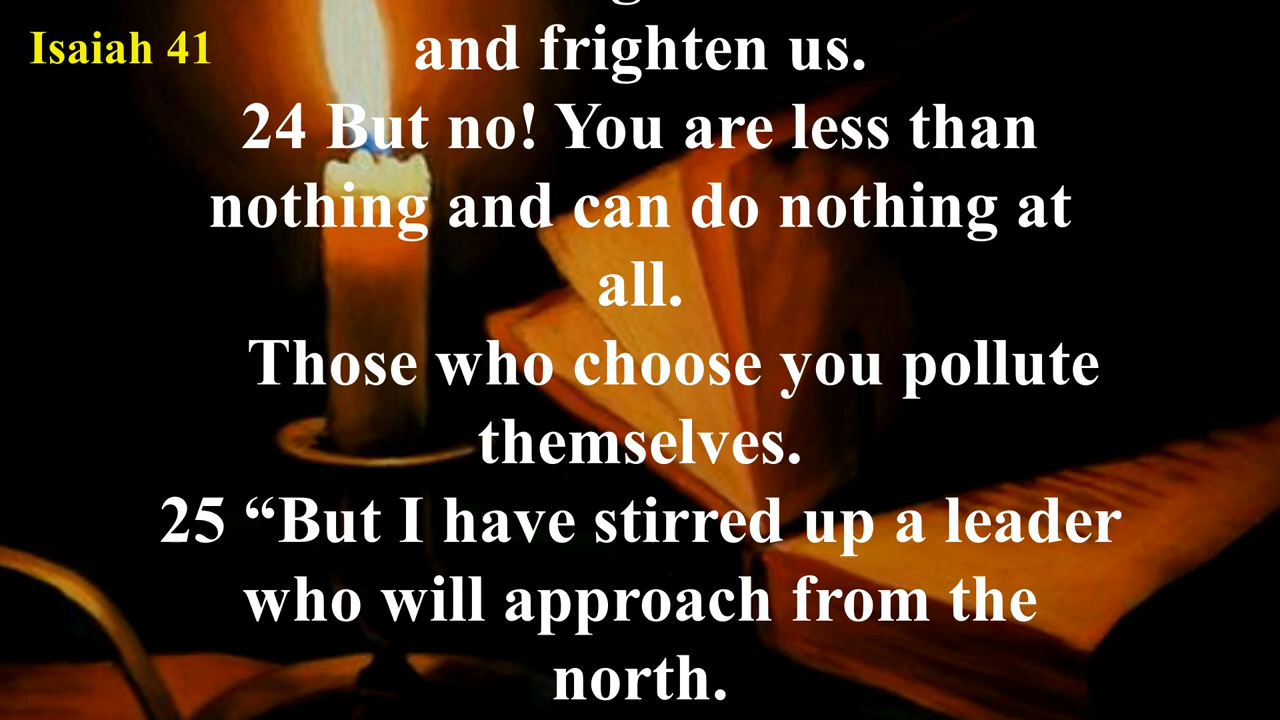 Isaiah 41
and frighten us.
24 But no! You are less than
nothing and can do nothing at
all.
Those who choose you pollute
themselves.
25 “But I have stirred up a leader
who will approach from the
north.